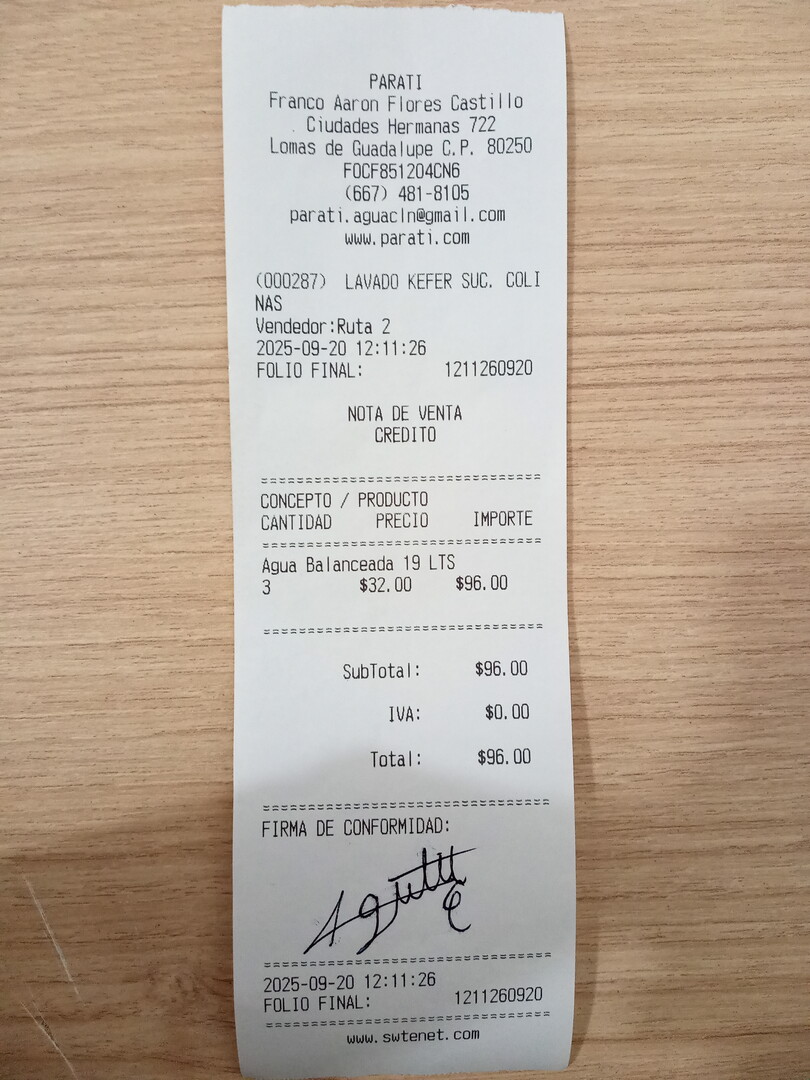 PARATI
Franco Aaron Flores Castillo
Ciudades Hermanas 722
Lomas de Guadalupe C.P. 80250
FOCF851204CN6
(667) 481-8105
parati.aguacln@gmail.com
www.parati.com
(000287) LAVADO KEFER SUC. COLI
NAS
Vendedor:Ruta 2
2025-09-20 12:11:26
FOLIO FINAL: 1211260920
NOTA DE VENTA
CREDITO
CONCEPTO / PRODUCTO
CANTIDAD PRECIO IMPORTE
Agua Balanceada 19 LTS
3 $32.00 $96.00
SubTotal: $96.00
IVA: $0.00
Total: $96.00
FIRMA DE CONFORMIDAD:
2025-09-20 12:11:26
FOLIO FINAL: 1211260920
www.swtenet.com